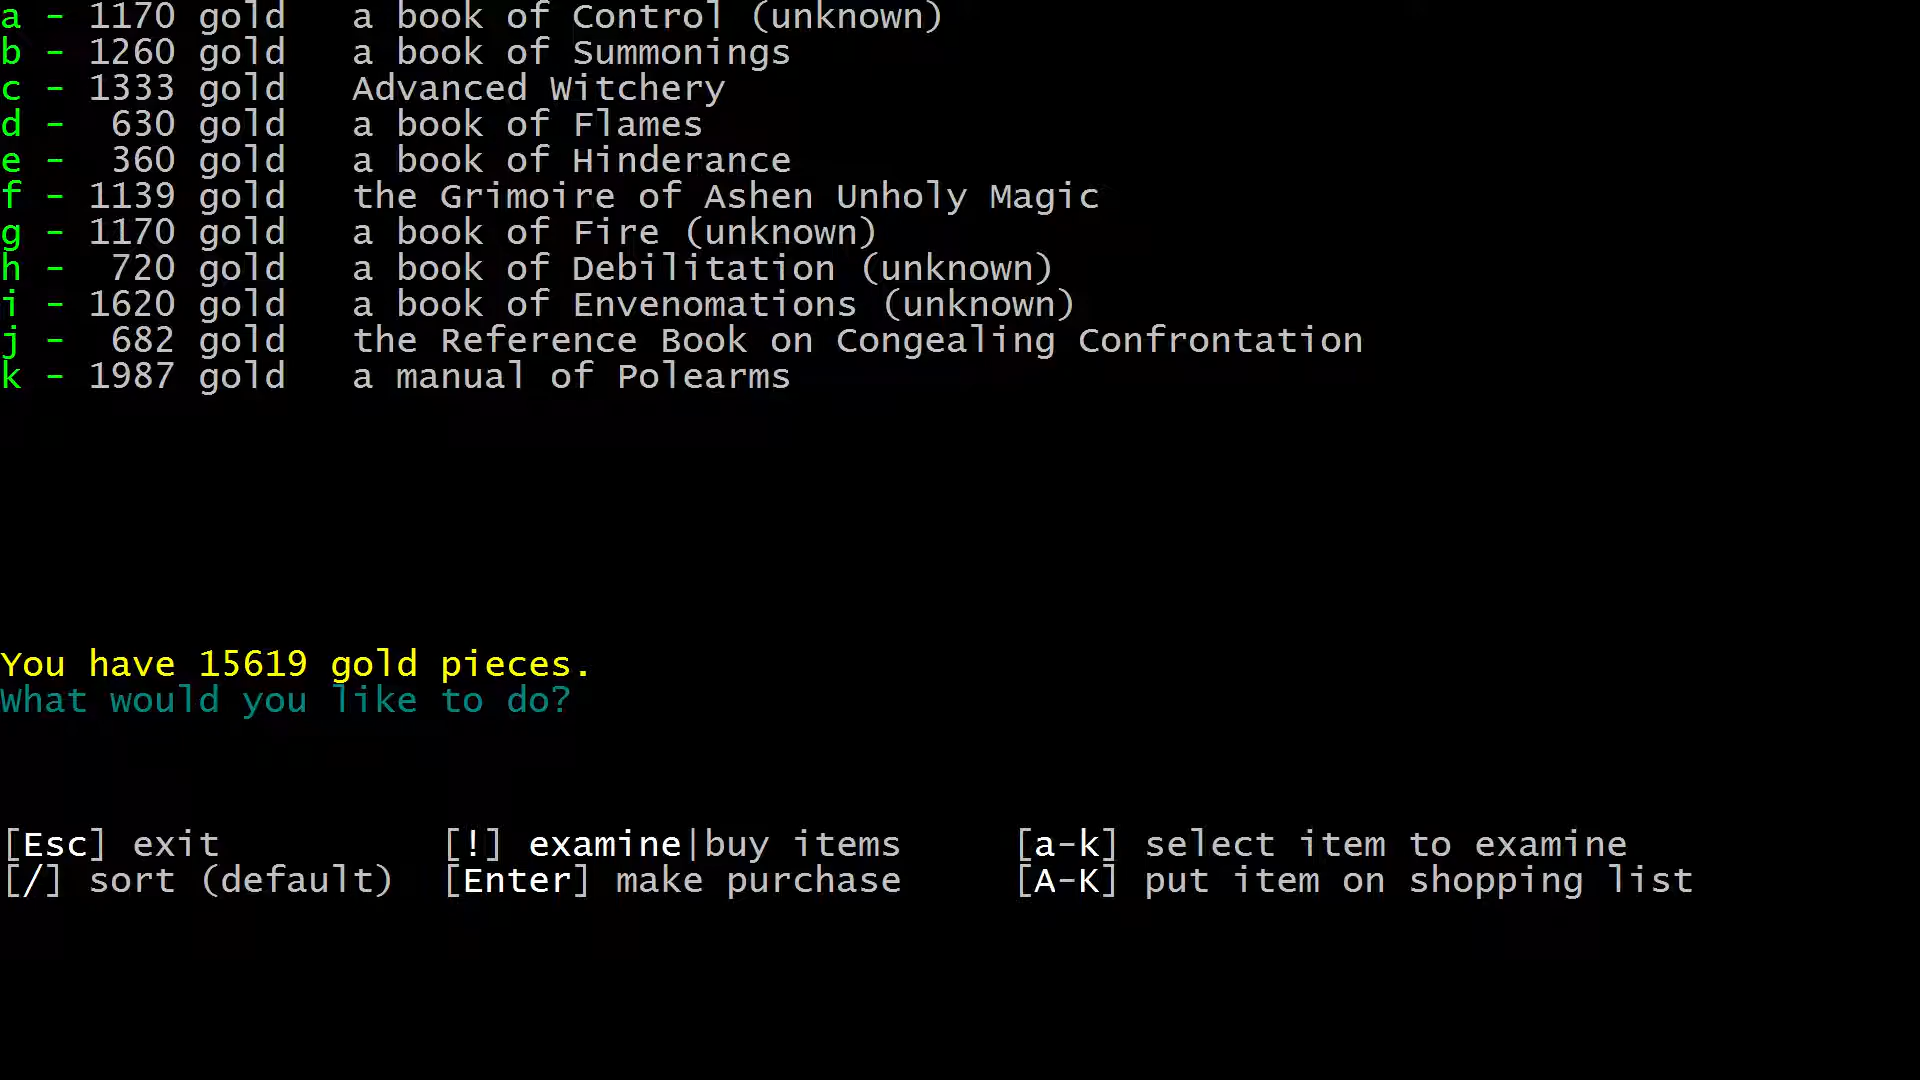 a - 1170 gold   a book of Control (unknown)
b - 1260 gold   a book of Summonings
c - 1333 gold   Advanced Witchery
d -  630 gold   a book of Flames
e -  360 gold   a book of Hinderance
f - 1139 gold   the Grimoire of Ashen Unholy Magic
g - 1170 gold   a book of Fire (unknown)
h -  720 gold   a book of Debilitation (unknown)
i - 1620 gold   a book of Envenomations (unknown)
j -  682 gold   the Reference Book on Congealing Confrontation
k - 1987 gold   a manual of Polearms
You have 15619 gold pieces.
What would you like to do?
[Esc] exit          [!] examine|buy items     [a-k] select item to examine
[/] sort (default)  [Enter] make purchase     [A-K] put item on shopping list